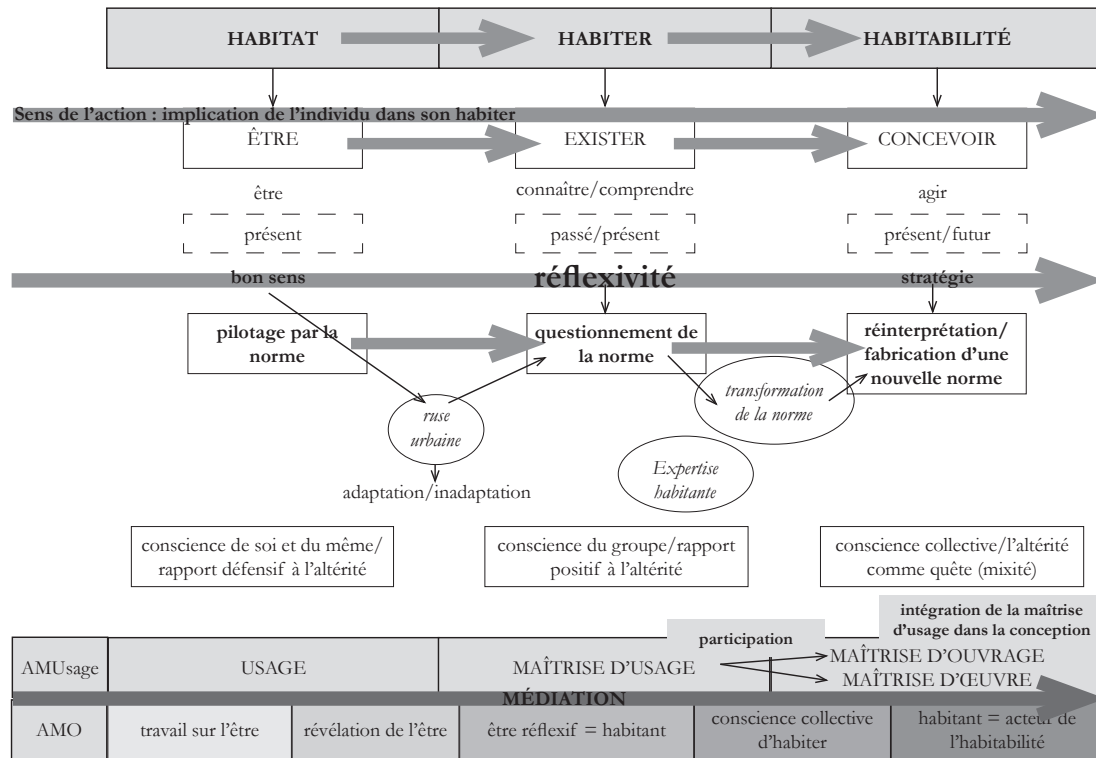 HABITAT HABITER HABITABILITÉ
Sens de l'action : implication de l'individu dans son habiter
ÊTRE EXISTER CONCEVOIR
être connaître/comprendre agir
présent passé/présent présent/futur
bon sens réflexivité stratégie
pilotage par la
norme
questionnement de
la norme
réinterprétation/
fabrication d'une
nouvelle norme
ruse
urbaine
transformation
de la norme
adaptation/inadaptation
Expertise
habitante
conscience de soi et du même/
rapport défensif à l'altérité
conscience du groupe/rapport
positif à l'altérité
conscience collective/l'altérité
comme quête (mixité)
participation
intégration de la maîtrise
d'usage dans la conception
AMUsage USAGE MAÎTRISE D'USAGE
MAÎTRISE D'OUVRAGE
MAÎTRISE D'ŒUVRE
MÉDIATION
AMO travail sur l'être révélation de l'être être réflexif = habitant
conscience collective
d'habiter
habitant = acteur de
l'habitabilité